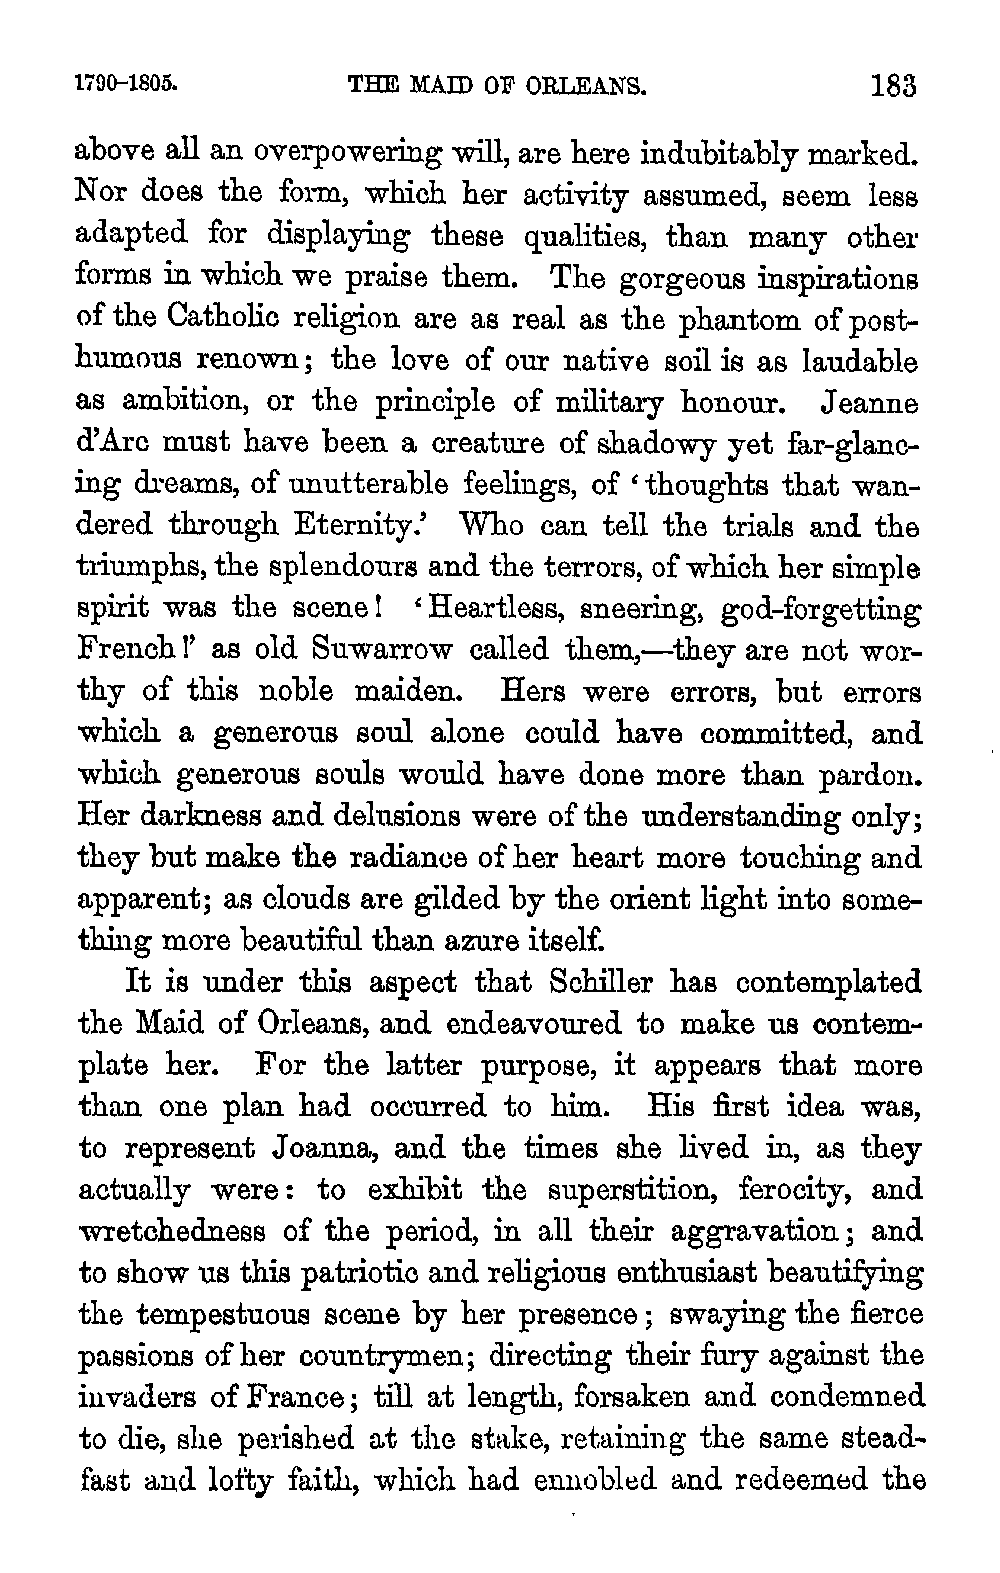 1790–1805. THE MAID OF ORLEANS. 183
above all an overpowering will, are here indubitably marked.
Nor does the form, which her activity assumed, seem less
adapted for displaying these qualities, than many other
forms in which we praise them. The gorgeous inspirations
of the Catholic religion are as real as the phantom of post-
humous renown; the love of our native soil is as laudable
as ambition, or the principle of military honour. Jeanne
d'Arc must have been a creature of shadowy yet far-glanc-
ing dreams, of unutterable feelings, of ‘thoughts that wan-
dered through Eternity.’ Who can tell the trials and the
triumphs, the splendours and the terrors, of which her simple
spirit was the scene! ‘Heartless, sneering, god-forgetting
French!’ as old Suwarrow called them,—they are not wor-
thy of this noble maiden. Hers were errors, but errors
which a generous soul alone could have committed, and
which generous souls would have done more than pardon.
Her darkness and delusions were of the understanding only;
they but make the radiance of her heart more touching and
apparent; as clouds are gilded by the orient light into some-
thing more beautiful than azure itself.
It is under this aspect that Schiller has contemplated
the Maid of Orleans, and endeavoured to make us contem-
plate her. For the latter purpose, it appears that more
than one plan had occurred to him. His first idea was,
to represent Joanna, and the times she lived in, as they
actually were: to exhibit the superstition, ferocity, and
wretchedness of the period, in all their aggravation; and
to show us this patriotic and religious enthusiast beautifying
the tempestuous scene by her presence; swaying the fierce
passions of her countrymen; directing their fury against the
invaders of France; till at length, forsaken and condemned
to die, she perished at the stake, retaining the same stead-
fast and lofty faith, which had ennobled and redeemed the